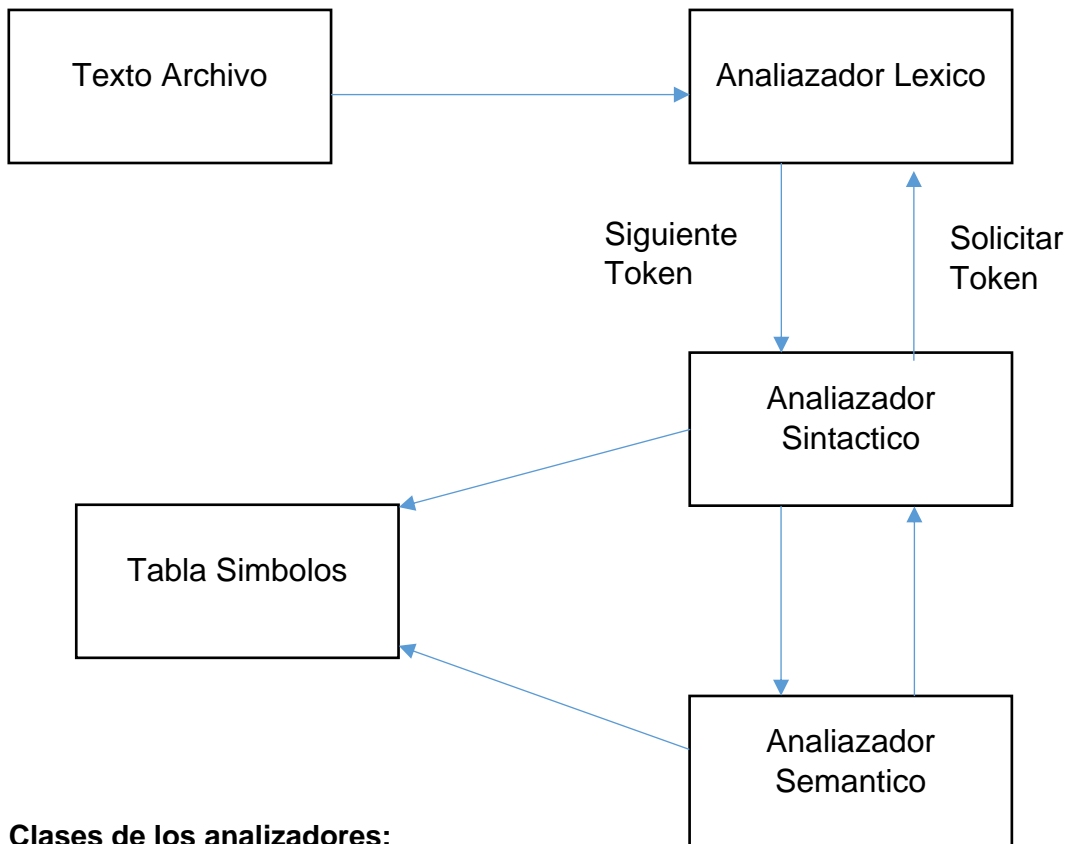 Texto Archivo
Analiazador Lexico
Siguiente
Token
Solicitar
Token
Analiazador
Sintactico
Tabla Simbolos
Analiazador
Semantico
Clases de los analizadores: